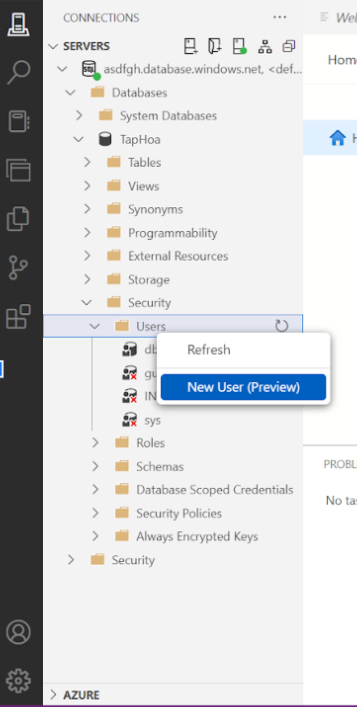 CONNECTIONS
...
SERVERS
asdfgh.database.windows.net, <def...
Databases
System Databases
TapHoa
Tables
Views
Synonyms
Programmability
External Resources
Storage
Security
Users
Refresh
New User (Preview)
db
gu
IN
sys
Roles
Schemas
Database Scoped Credentials
Security Policies
Always Encrypted Keys
Security
AZURE
Wel
Home
H
PROBL
No ta